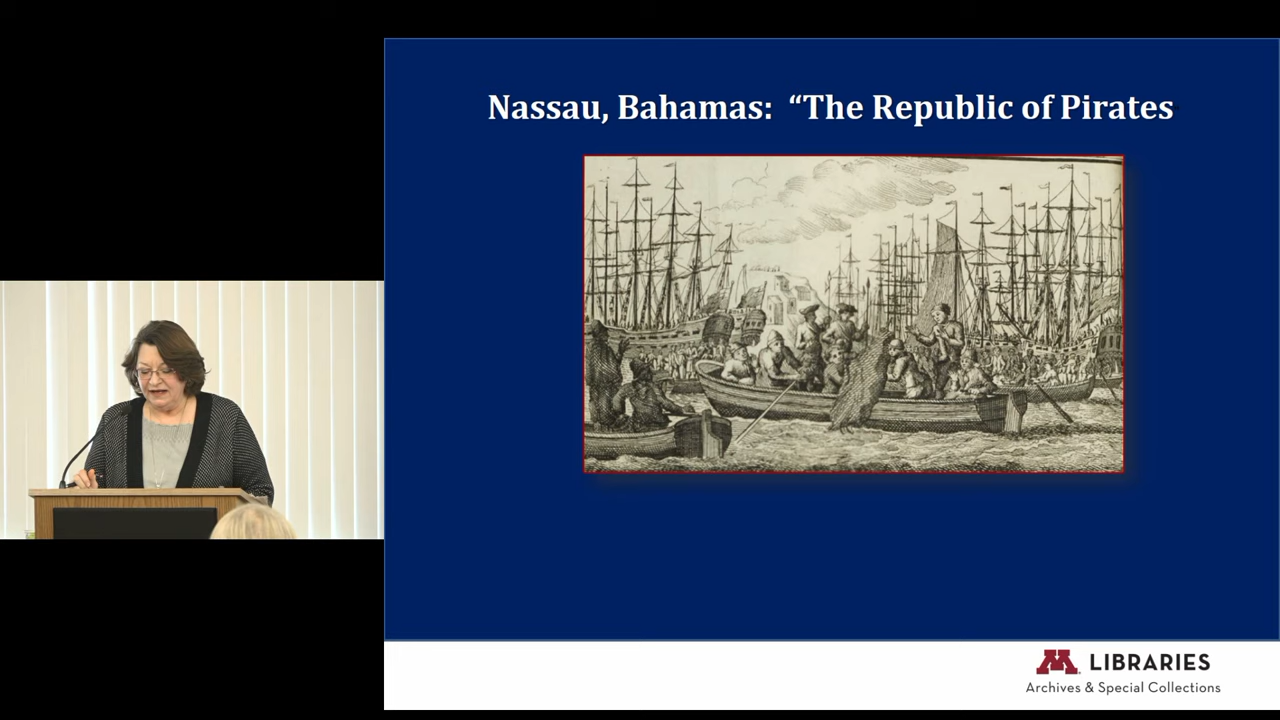 Nassau, Bahamas:  “The Republic of Pirates
M LIBRARIES
Archives & Special Collections